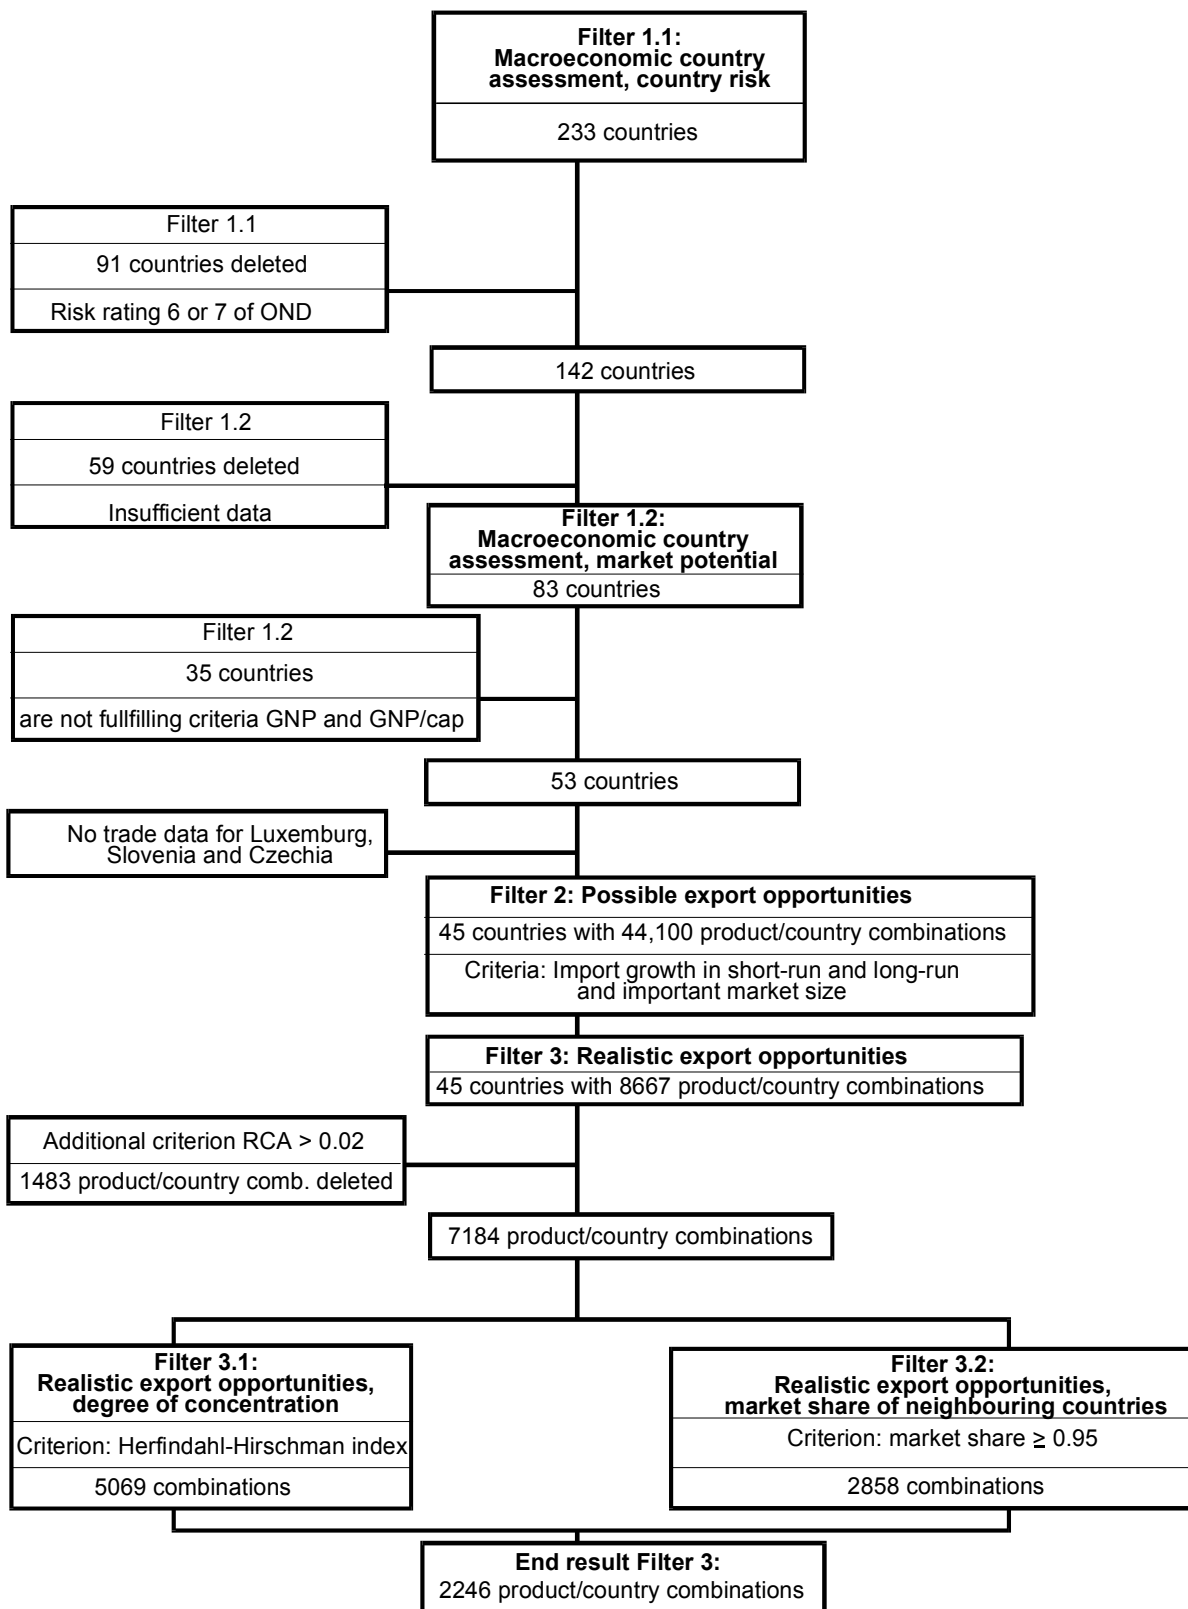 Filter 1.1:
Macroeconomic country
assessment, country risk
233 countries
Filter 1.1
91 countries deleted
Risk rating 6 or 7 of OND
142 countries
Filter 1.2
59 countries deleted
Insufficient data
Filter 1.2:
Macroeconomic country
assessment, market potential
83 countries
Filter 1.2
35 countries
are not fullfilling criteria GNP and GNP/cap
53 countries
No trade data for Luxemburg,
Slovenia and Czechia
Filter 2: Possible export opportunities
45 countries with 44,100 product/country combinations
Criteria: Import growth in short-run and long-run
and important market size
Filter 3: Realistic export opportunities
45 countries with 8667 product/country combinations
Additional criterion RCA > 0.02
1483 product/country comb. deleted
7184 product/country combinations
Filter 3.1:
Realistic export opportunities,
degree of concentration
Criterion: Herfindahl-Hirschman index
5069 combinations
Filter 3.2:
Realistic export opportunities,
market share of neighbouring countries
Criterion: market share ≥ 0.95
2858 combinations
End result Filter 3:
2246 product/country combinations